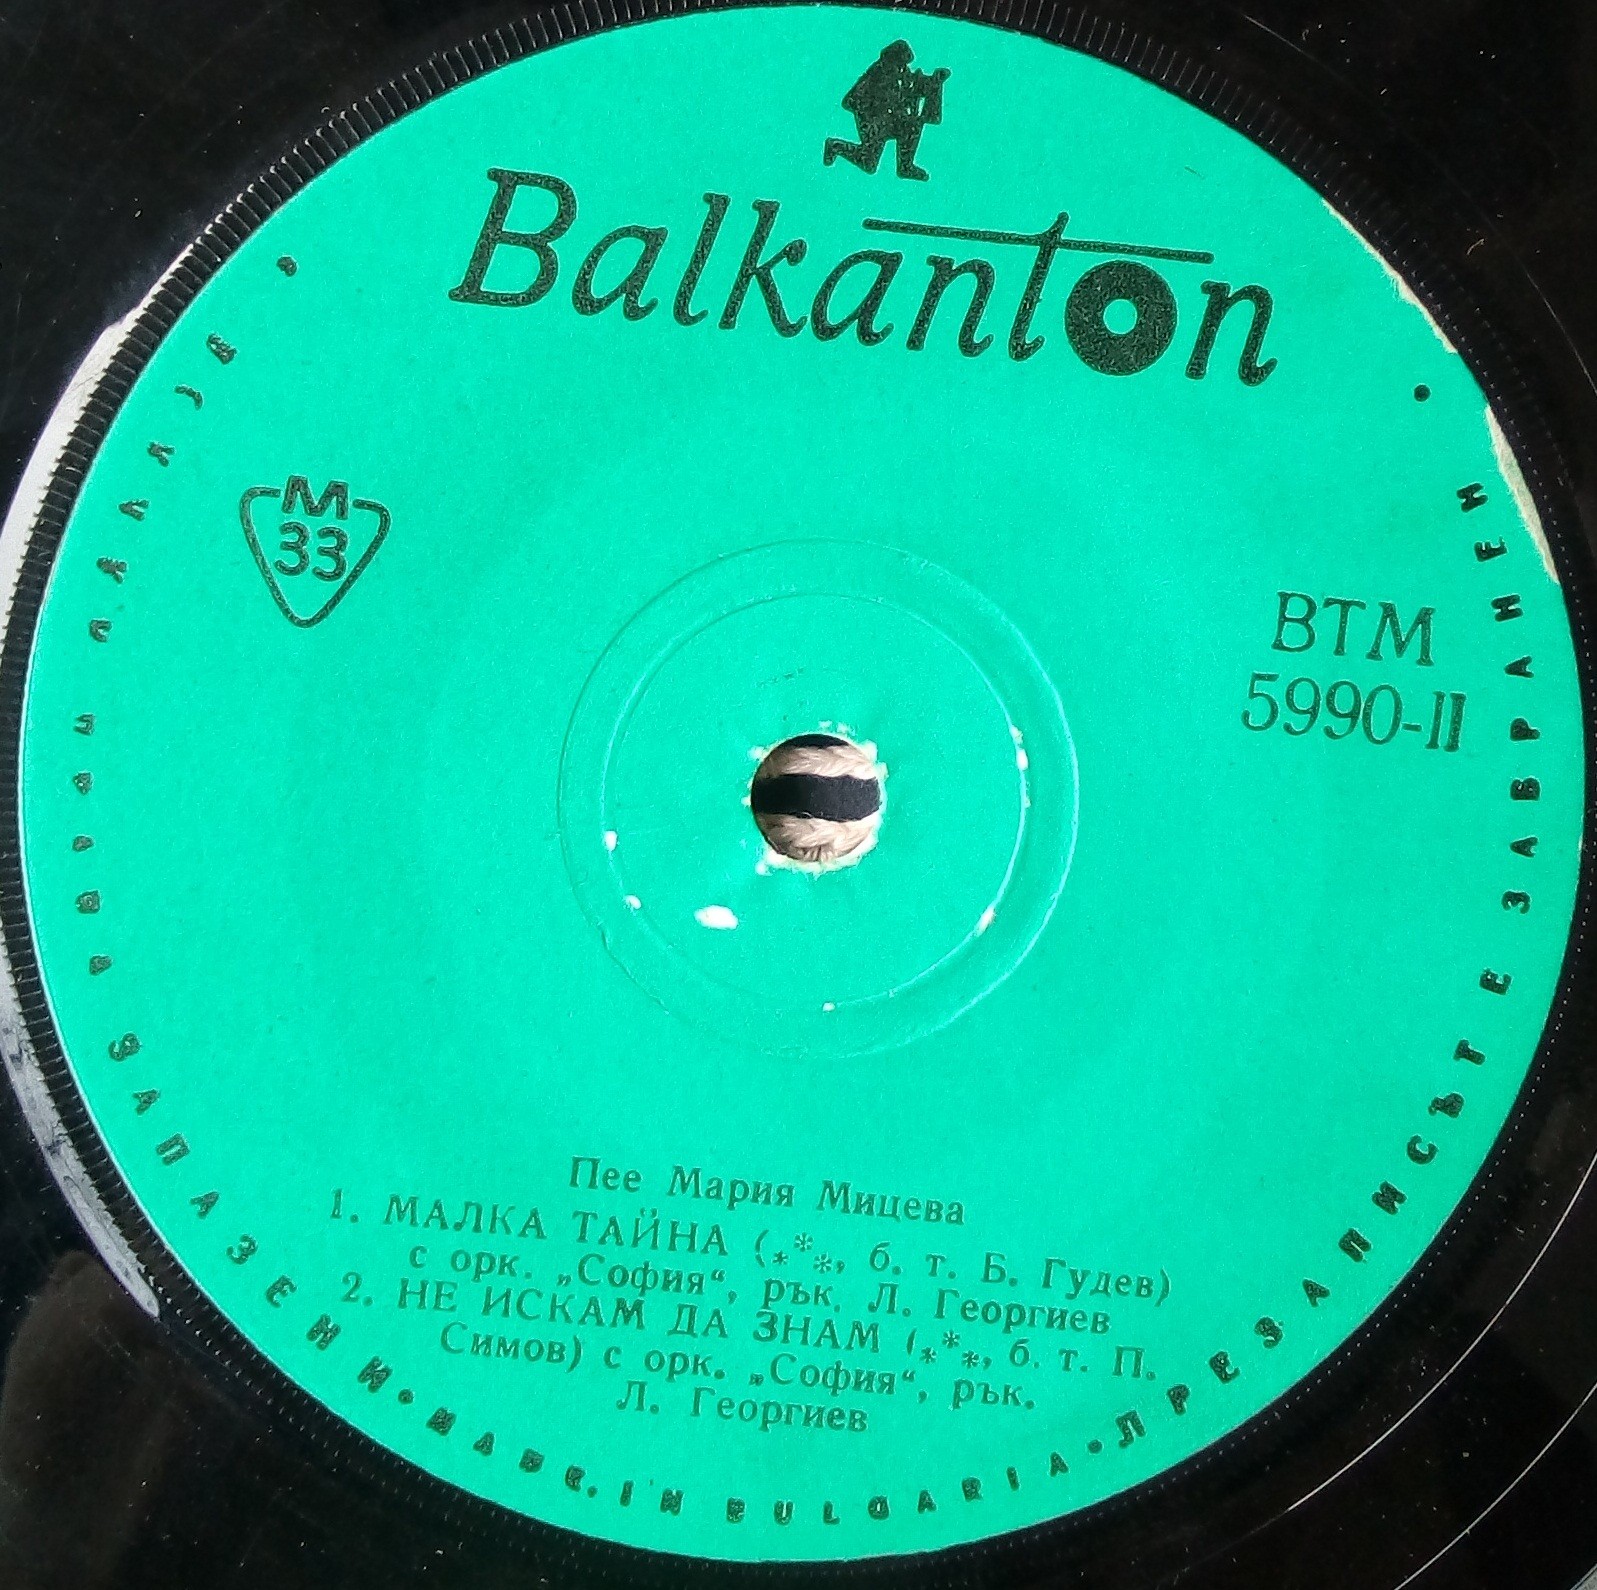 Balkanton
М
33
ВТМ
5990-II
Пее Мария Мицева
1. МАЛКА ТАЙНА (***, б. т. Б. Гудев)
с орк. „София“, рък. Л. Георгиев
2. НЕ ИСКАМ ДА ЗНАМ (***, б. т. П.
Симов) с орк. „София“, рък.
Л. Георгиев
ЗАПАЗЕНИ • MADE IN BULGARIA • ПРЕЗАПИСЪТ Е ЗАБРАНЕН •